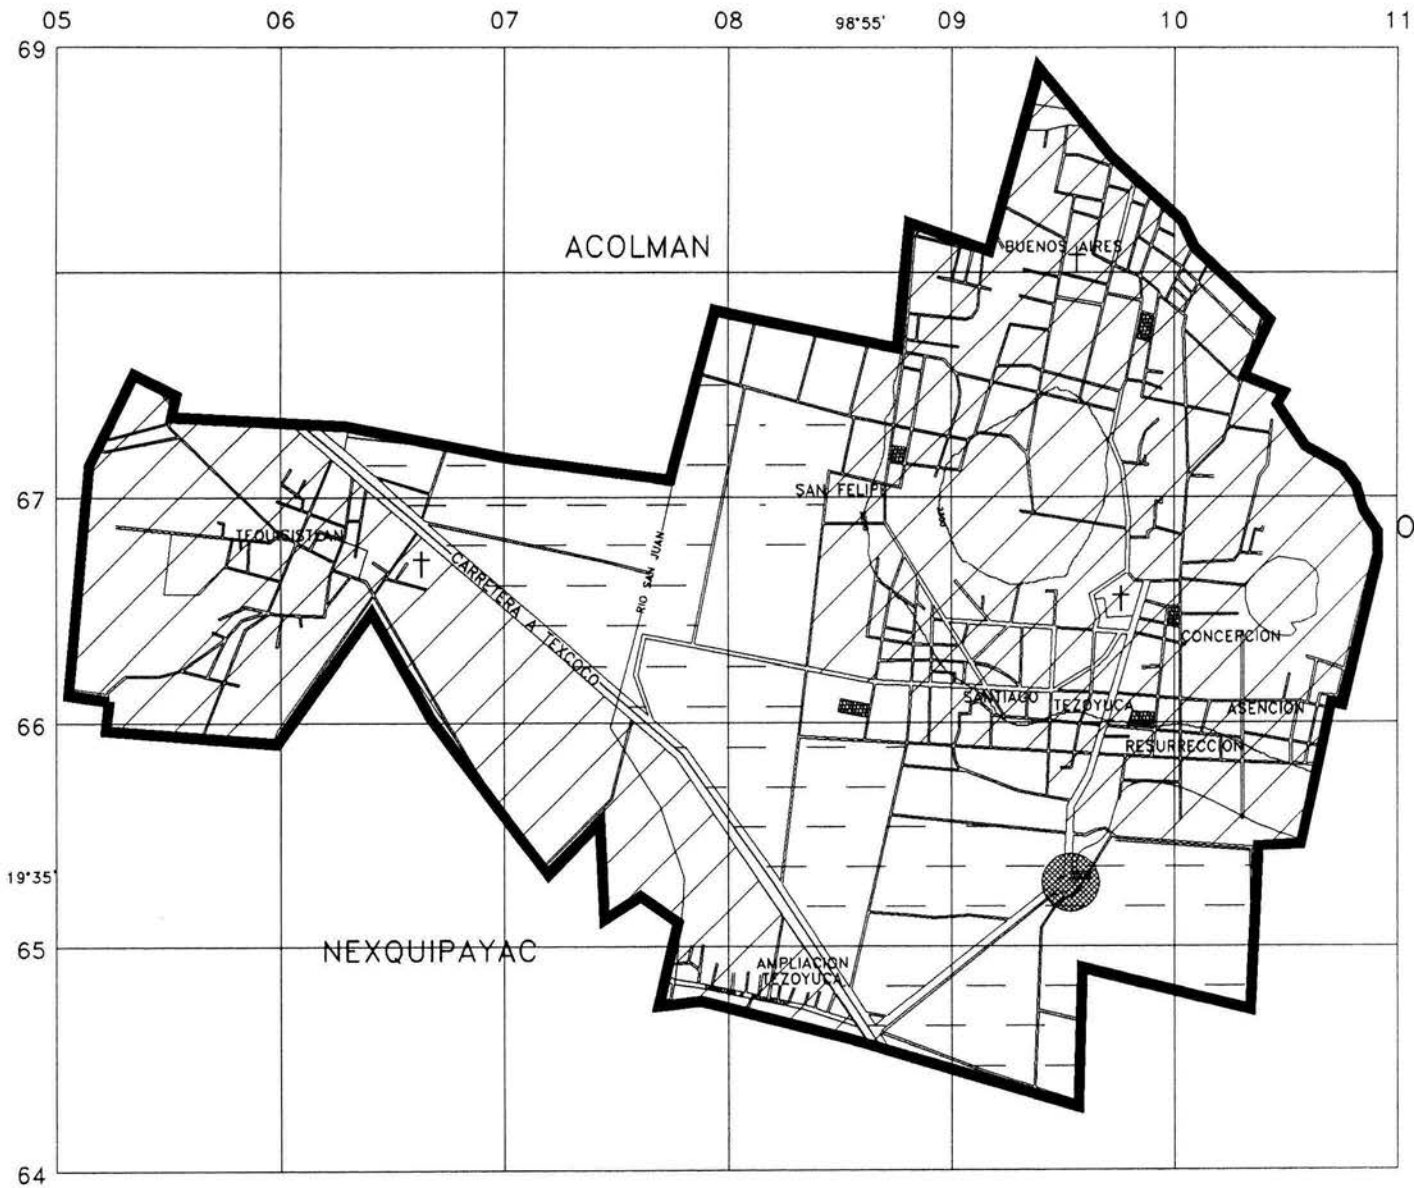 05 06 07 08 98°55' 09 10 11
69
BUENOS AIRES
ACOLMAN
67
SAN FELIPE
O
TEQUISISTLAN
CARRETERA A TEXCOCO
RIO SAN JUAN
CONCEPCION
SANTIAGO
TEZOYUCA
ASENCION
66
RESURRECCION
19°35'
65
NEXQUIPAYAC
AMPLIACION
TEZOYUCA
64